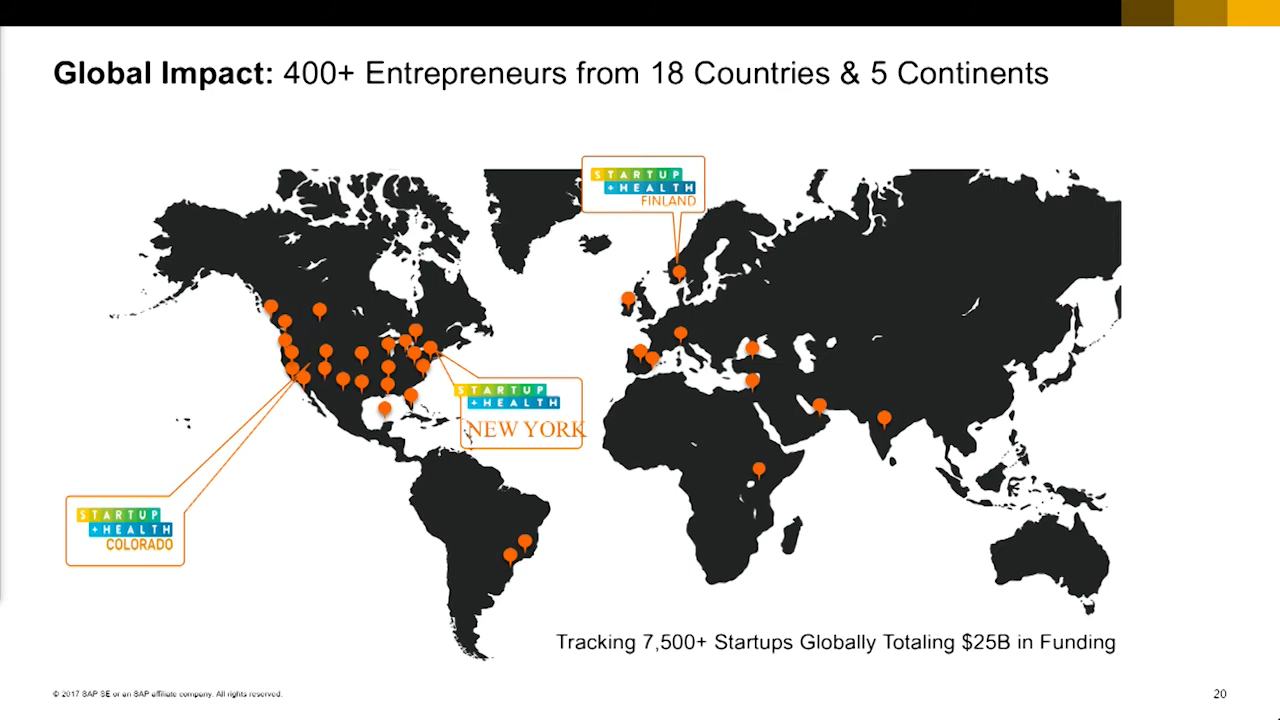 Global Impact: 400+ Entrepreneurs from 18 Countries & 5 Continents
STARTUP
+HEALTH
FINLAND
STARTUP
+HEALTH
NEW YORK
STARTUP
+HEALTH
COLORADO
Tracking 7,500+ Startups Globally Totaling $25B in Funding
© 2017 SAP SE or an SAP affiliate company. All rights reserved.
20